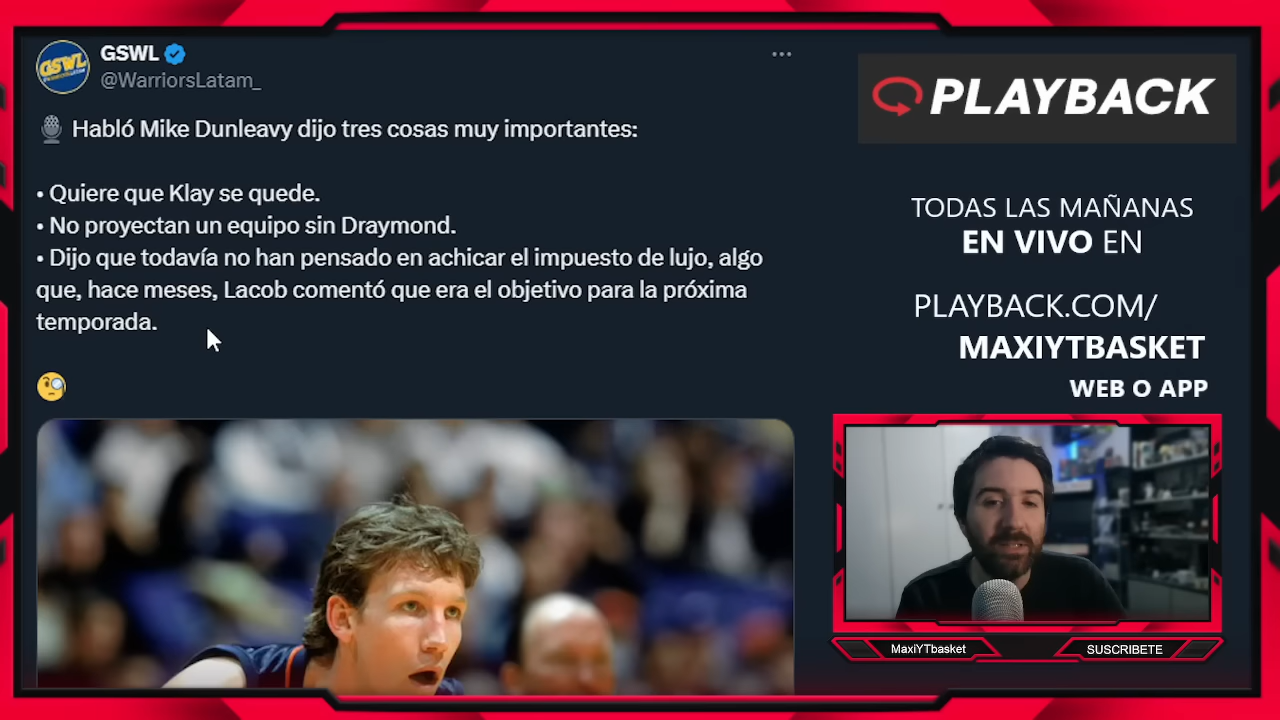 GSWL
@WarriorsLatam_
Habló Mike Dunleavy dijo tres cosas muy importantes:
• Quiere que Klay se quede.
• No proyectan un equipo sin Draymond.
• Dijo que todavía no han pensado en achicar el impuesto de lujo, algo
que, hace meses, Lacob comentó que era el objetivo para la próxima
temporada.
PLAYBACK
TODAS LAS MAÑANAS
EN VIVO EN
PLAYBACK.COM/
MAXIYTBASKET
WEB O APP
MaxiYTbasket
SUSCRIBETE